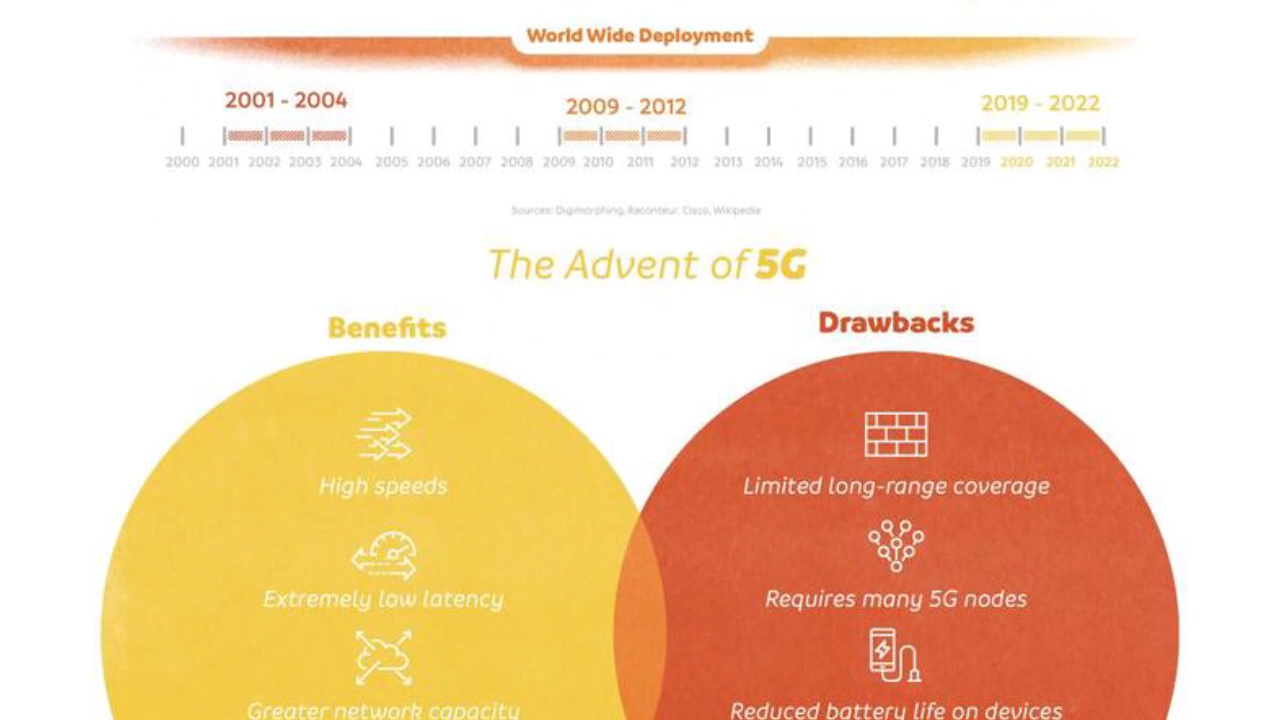 World Wide Deployment
2001 - 2004
2009 - 2012
2019 - 2022
2000 2001 2002 2003 2004 2005 2006 2007 2008 2009 2010 2011 2012 2013 2014 2015 2016 2017 2018 2019 2020 2021 2022
Sources: Digimorphing, Raconteur, Cisco, Wikipedia
The Advent of 5G
Benefits
Drawbacks
High speeds
Limited long-range coverage
Extremely low latency
Requires many 5G nodes
Greater network capacity
Reduced battery life on devices